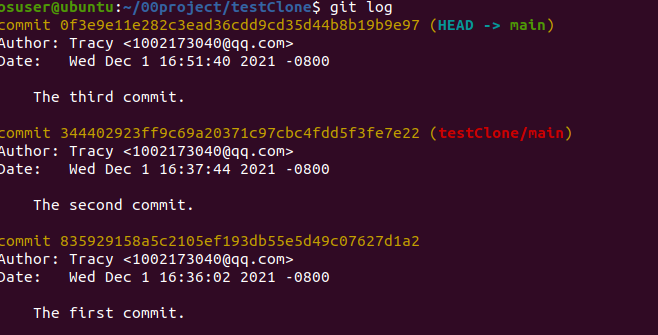 osuser@ubuntu:~/00project/testClone$ git log
commit 0f3e9e11e282c3ead36cdd9cd35d44b8b19b9e97 (HEAD -> main)
Author: Tracy <1002173040@qq.com>
Date:   Wed Dec 1 16:51:40 2021 -0800
    The third commit.
commit 344402923ff9c69a20371c97cbc4fdd5f3fe7e22 (testClone/main)
Author: Tracy <1002173040@qq.com>
Date:   Wed Dec 1 16:37:44 2021 -0800
    The second commit.
commit 835929158a5c2105ef193db55e5d49c07627d1a2
Author: Tracy <1002173040@qq.com>
Date:   Wed Dec 1 16:36:02 2021 -0800
    The first commit.